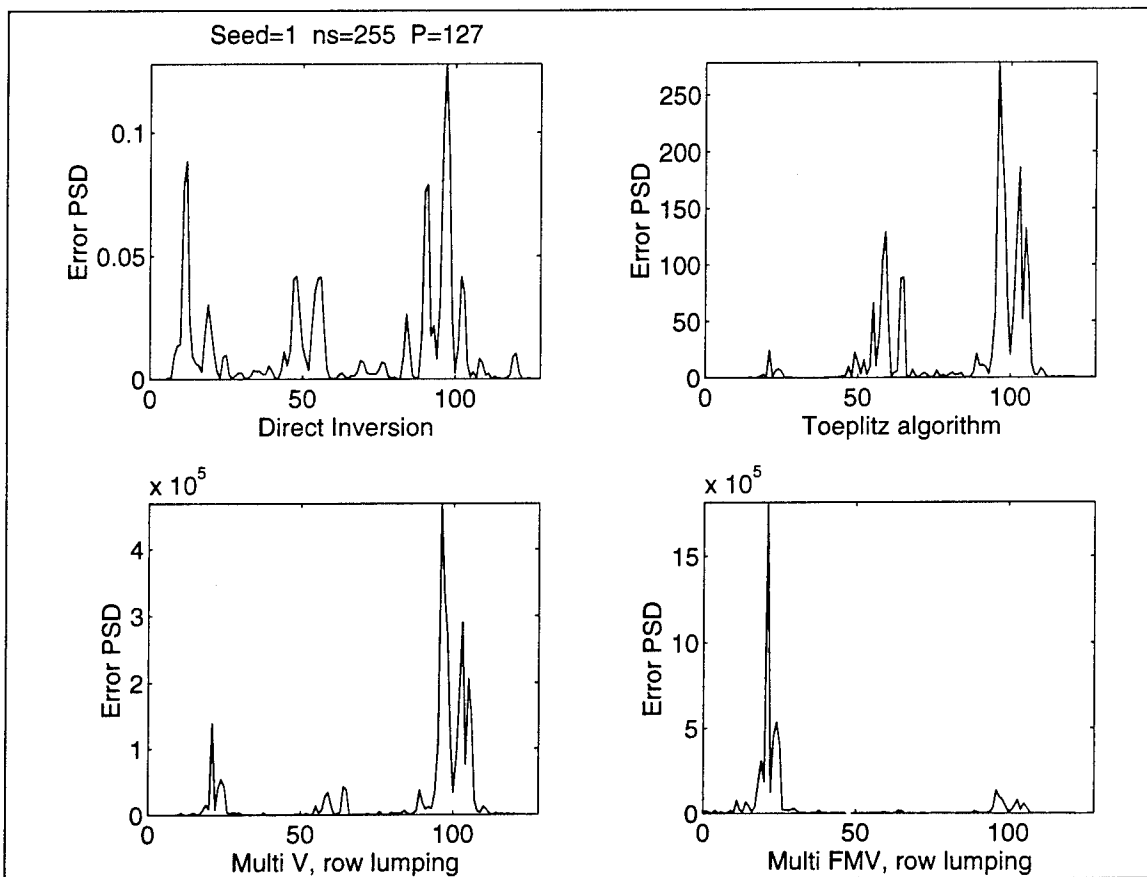 Seed=1 ns=255 P=127
Error PSD
0.1
0.05
0
0 50 100
Direct Inversion
Error PSD
250
200
150
100
50
0
0 50 100
Toeplitz algorithm
x 10^5
Error PSD
4
3
2
1
0
0 50 100
Multi V, row lumping
x 10^5
Error PSD
15
10
5
0
0 50 100
Multi FMV, row lumping